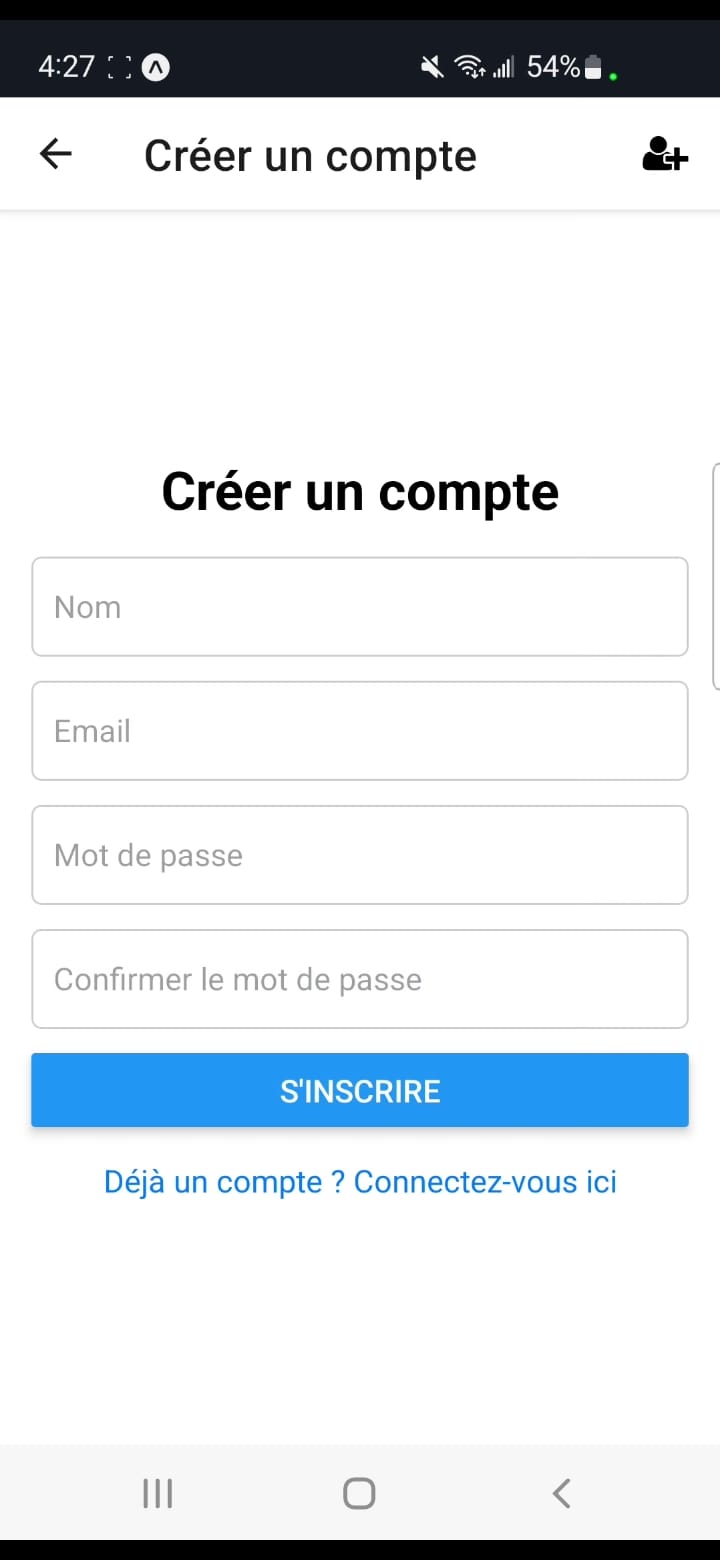 4:27 54%
Créer un compte
Créer un compte
Nom
Email
Mot de passe
Confirmer le mot de passe
S'INSCRIRE
Déjà un compte ? Connectez-vous ici